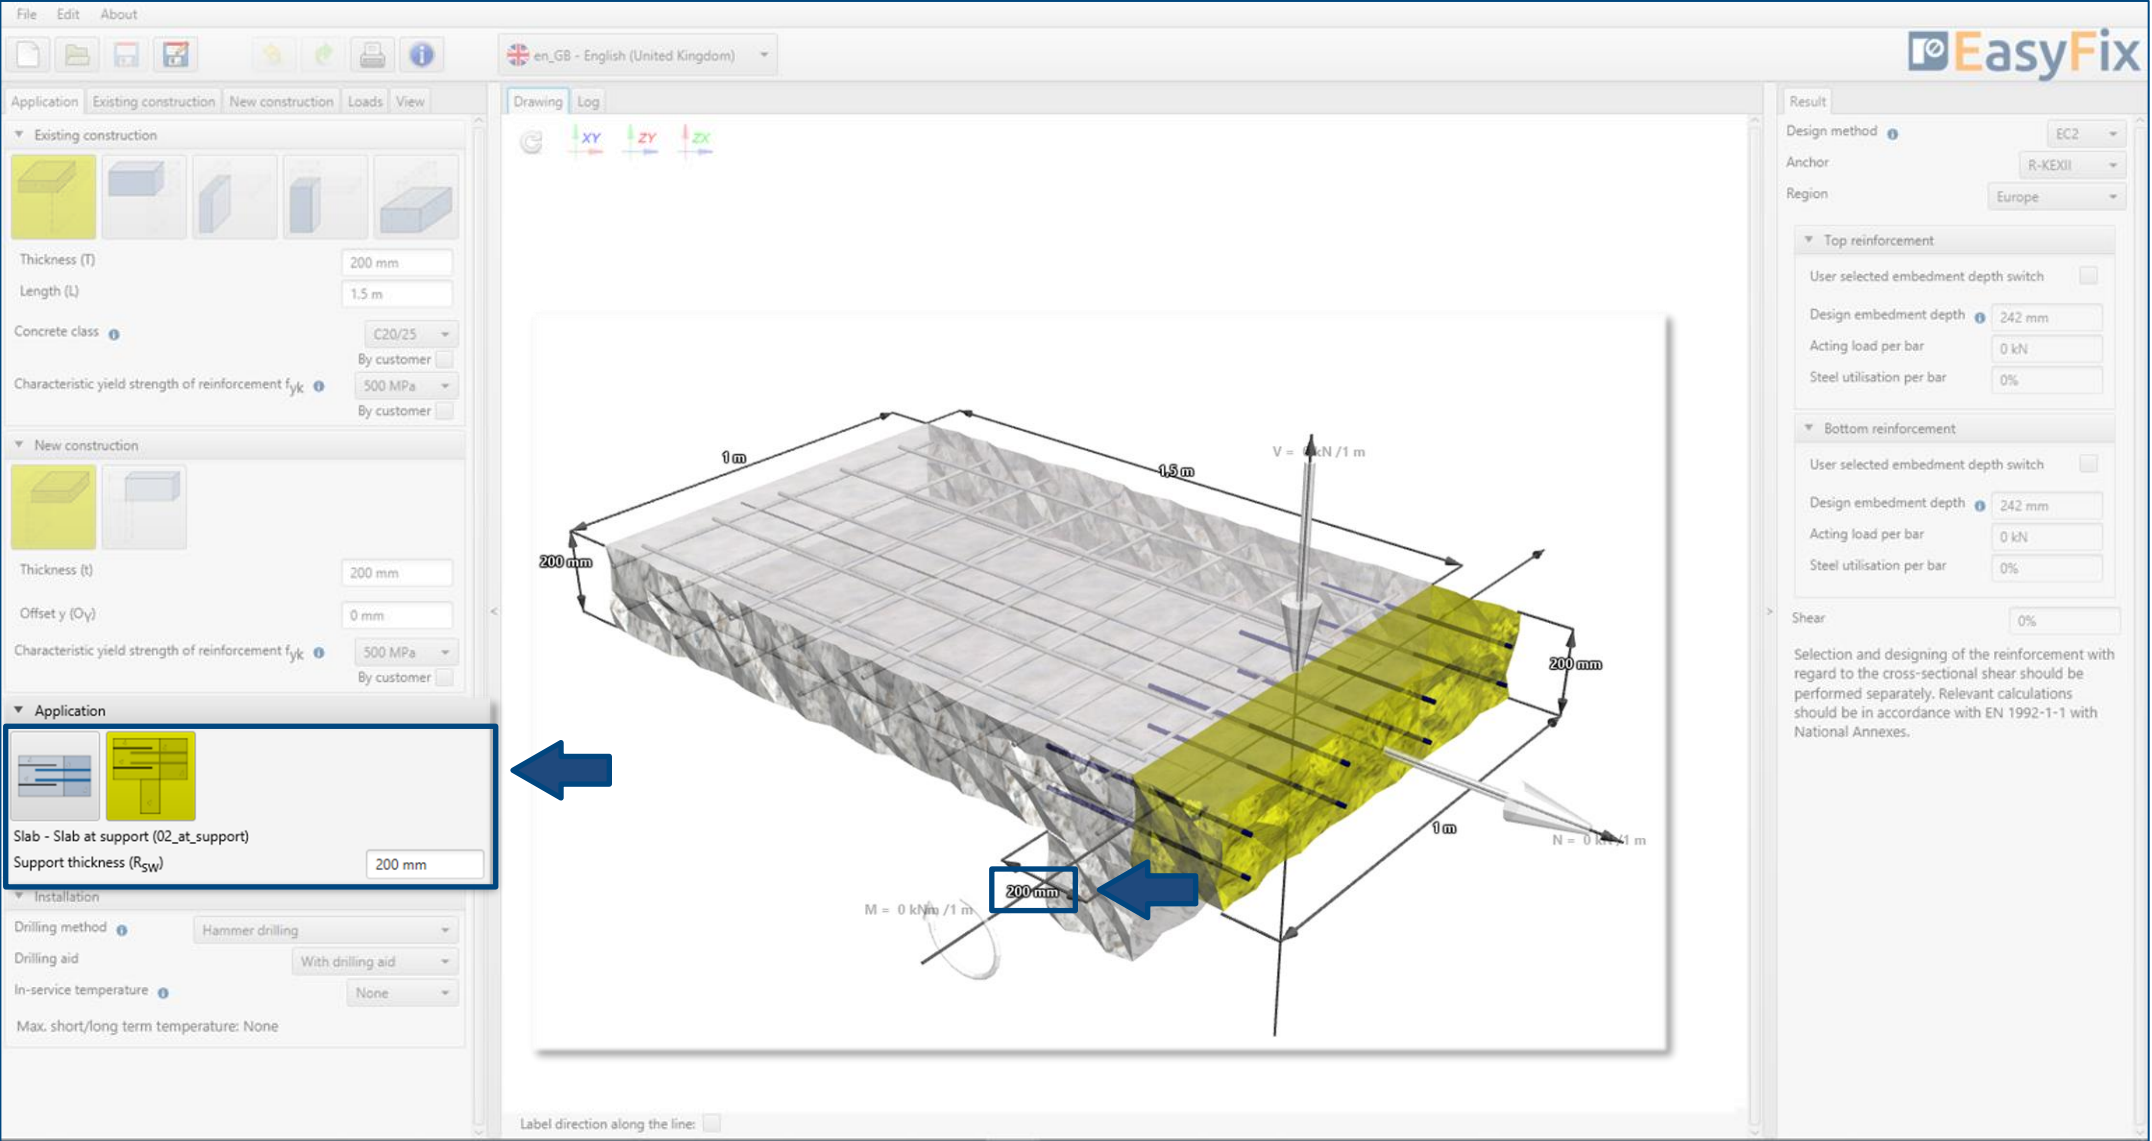 File Edit About
en_GB - English (United Kingdom)
EasyFix
Application Existing construction New construction Loads View
Drawing Log
Result
Existing construction
Thickness (T) 200 mm
Length (L) 1.5 m
Concrete class C20/25
By customer
Characteristic yield strength of reinforcement fyk 500 MPa
By customer
New construction
Thickness (t) 200 mm
Offset y (Oy) 0 mm
Characteristic yield strength of reinforcement fyk 500 MPa
By customer
Application
Slab - Slab at support (02_at_support)
Support thickness (RSW) 200 mm
Installation
Drilling method Hammer drilling
Drilling aid With drilling aid
In-service temperature None
Max. short/long term temperature: None
XY ZY ZX
1 m
1,5 m
V = kN /1 m
200 mm
200 mm
1 m
N = 0 kN /1 m
200 mm
M = 0 kNm /1 m
Label direction along the line:
Design method EC2
Anchor R-KEXII
Region Europe
Top reinforcement
User selected embedment depth switch
Design embedment depth 242 mm
Acting load per bar 0 kN
Steel utilisation per bar 0%
Bottom reinforcement
User selected embedment depth switch
Design embedment depth 242 mm
Acting load per bar 0 kN
Steel utilisation per bar 0%
Shear 0%
Selection and designing of the reinforcement with
regard to the cross-sectional shear should be
performed separately. Relevant calculations
should be in accordance with EN 1992-1-1 with
National Annexes.